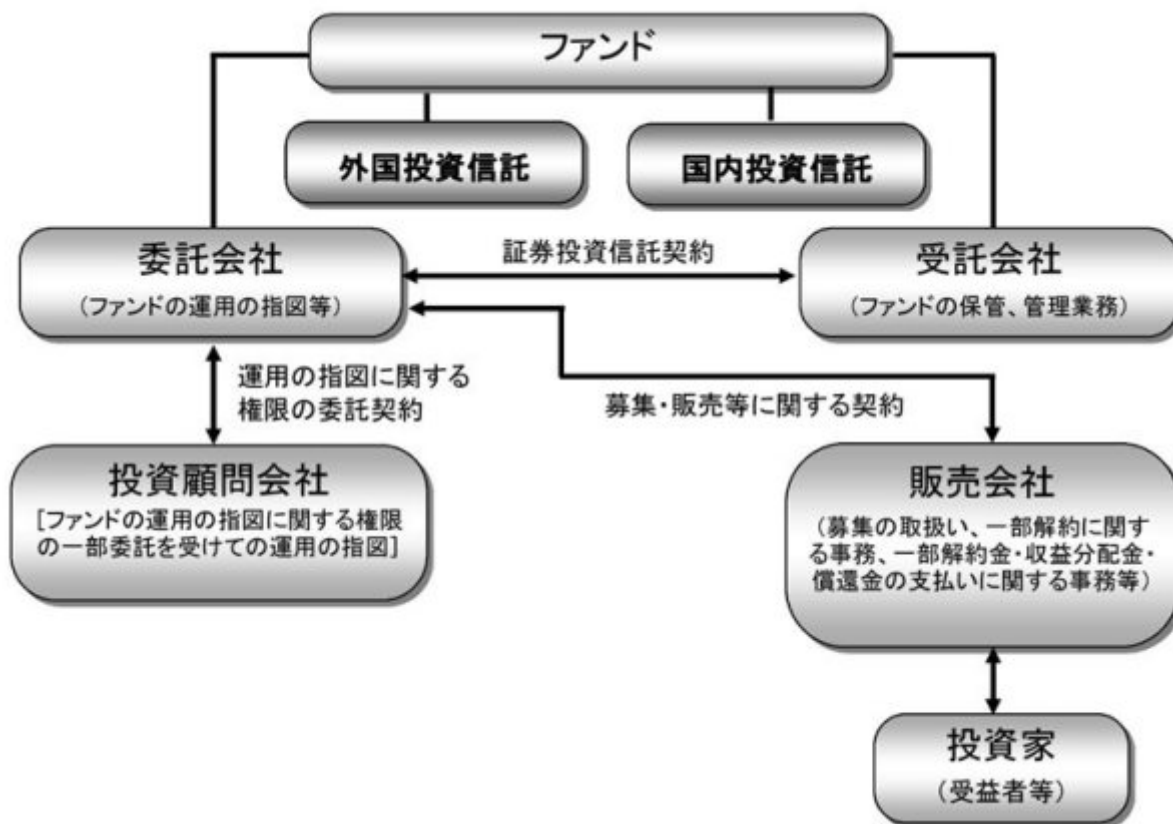 ファンド
外国投資信託
国内投資信託
委託会社
(ファンドの運用の指図等)
証券投資信託契約
受託会社
(ファンドの保管、管理業務)
運用の指図に関する
権限の委託契約
募集・販売等に関する契約
投資顧問会社
[ファンドの運用の指図に関する権限
の一部委託を受けての運用の指図]
販売会社
(募集の取扱い、一部解約に関す
る事務、一部解約金・収益分配金・
償還金の支払いに関する事務等)
投資家
(受益者等)